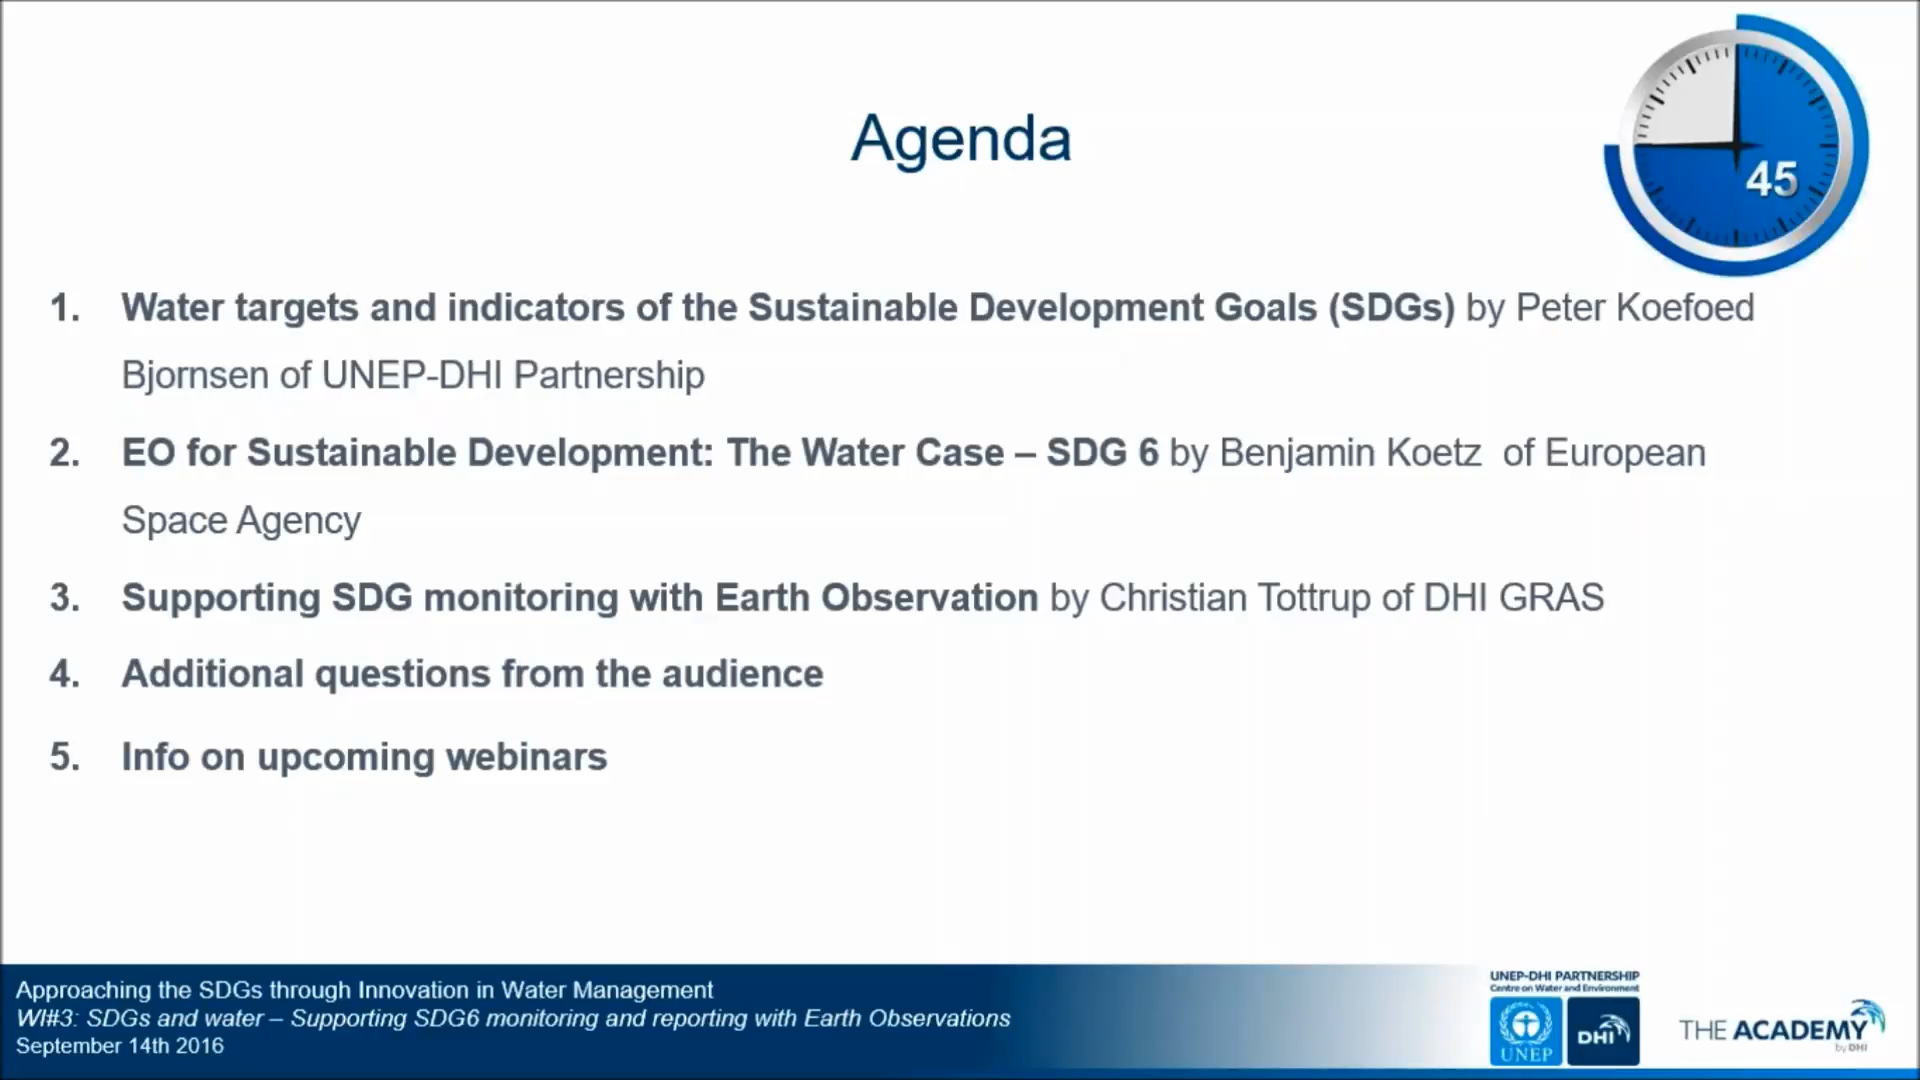 Agenda
45
1. Water targets and indicators of the Sustainable Development Goals (SDGs) by Peter Koefoed
Bjornsen of UNEP-DHI Partnership
2. EO for Sustainable Development: The Water Case – SDG 6 by Benjamin Koetz of European
Space Agency
3. Supporting SDG monitoring with Earth Observation by Christian Tottrup of DHI GRAS
4. Additional questions from the audience
5. Info on upcoming webinars
Approaching the SDGs through Innovation in Water Management
WI#3: SDGs and water – Supporting SDG6 monitoring and reporting with Earth Observations
September 14th 2016
UNEP-DHI PARTNERSHIP
Centre on Water and Environment
UNEP
DHI
THE ACADEMY
by DHI